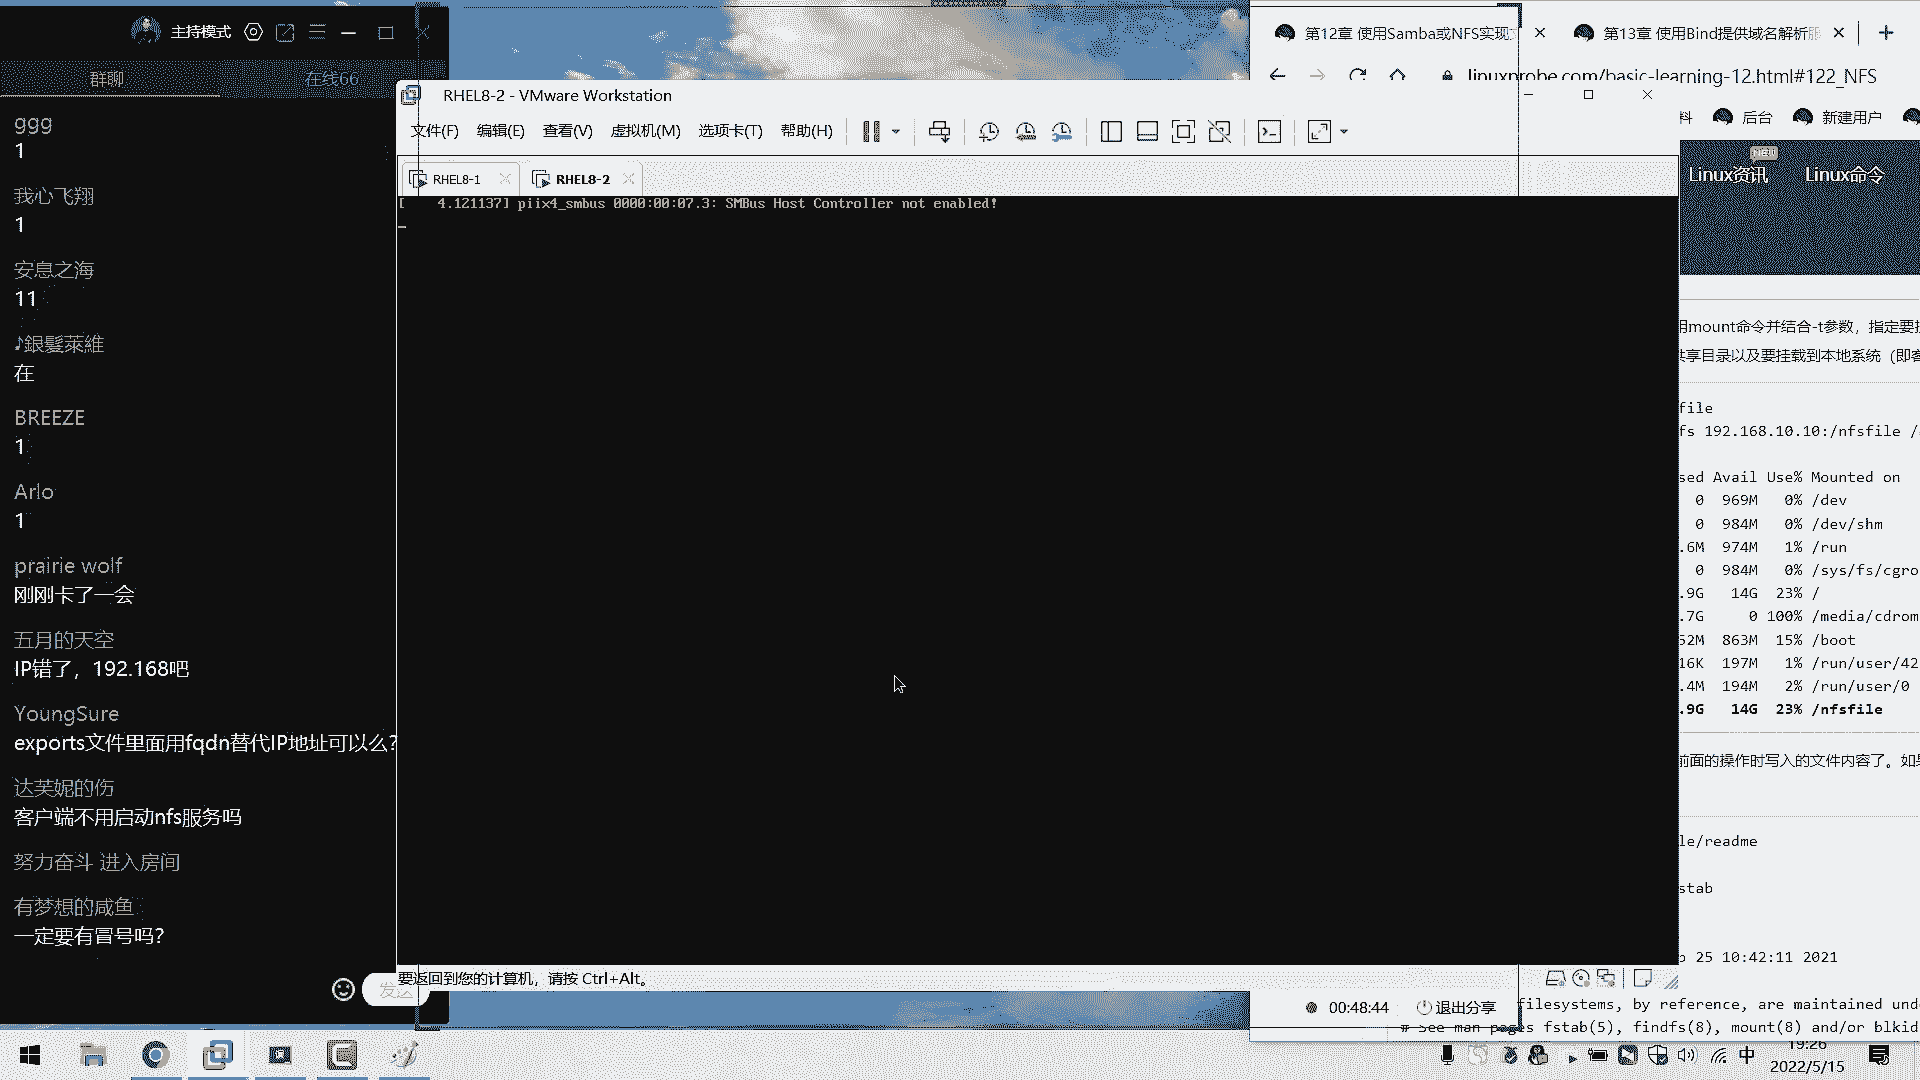 主持模式
群聊
在线66
ggg
1
我心飞翔
1
安息之海
11
♪銀髮萊維
在
BREEZE
1
Arlo
1
prairie wolf
刚刚卡了一会
五月的天空
IP错了，192.168吧
YoungSure
exports文件里面用fqdn替代IP地址可以么?
达芙妮的伤
客户端不用启动nfs服务吗
努力奋斗 进入房间
有梦想的咸鱼
一定要有冒号吗?
发送
RHEL8-2 - VMware Workstation
文件(F) 编辑(E) 查看(V) 虚拟机(M) 选项卡(T) 帮助(H)
RHEL8-1
RHEL8-2
[    4.121137] piix4_smbus 0000:00:07.3: SMBus Host Controller not enabled!
要返回到您的计算机，请按 Ctrl+Alt。
第12章 使用Samba或NFS实现
第13章 使用Bind提供域名解析服
linuxprobe.com/basic-learning-12.html#122_NFS
料 后台 新建用户
Linux资讯 Linux命令
用mount命令并结合-t参数，指定要
共享目录以及要挂载到本地系统（即客
file
fs 192.168.10.10:/nfsfile /
sed Avail Use% Mounted on
0 969M 0% /dev
0 984M 0% /dev/shm
.6M 974M 1% /run
0 984M 0% /sys/fs/cgro
.9G 14G 23% /
.7G 0 100% /media/cdrom
52M 863M 15% /boot
16K 197M 1% /run/user/42
.4M 194M 2% /run/user/0
.9G 14G 23% /nfsfile
前面的操作时写入的文件内容了。如果
le/readme
stab
25 10:42:11 2021
filesystems, by reference, are maintained und
# See man pages fstab(5), findfs(8), mount(8) and/or blkid
00:48:44 退出分享
中
19:26
2022/5/15